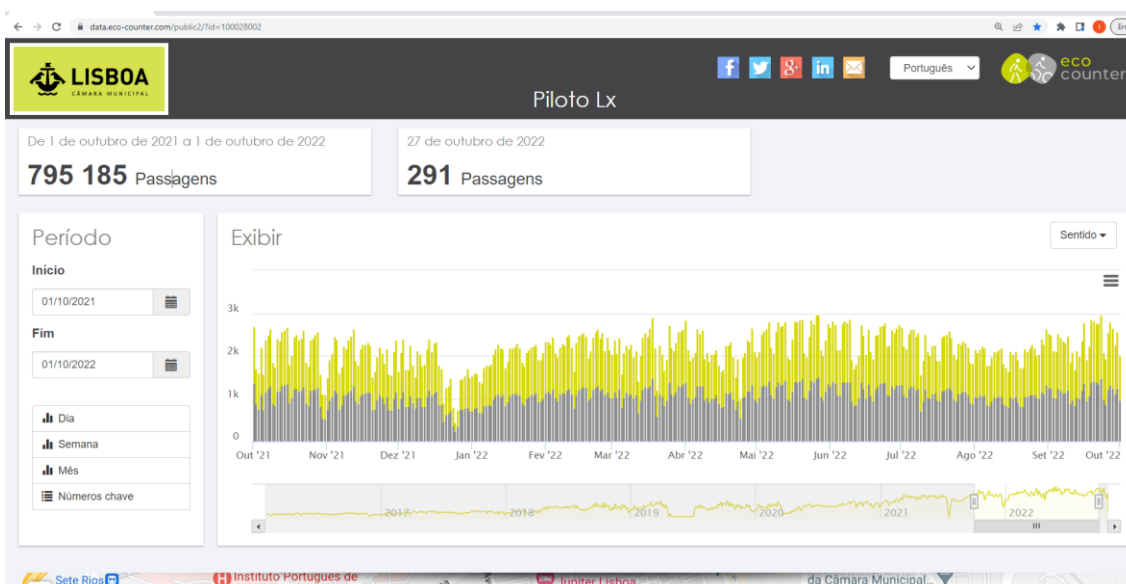 data.eco-counter.com/public2/?id=100028002
LISBOA
CÂMARA MUNICIPAL
Português
eco
counter
Piloto Lx
De 1 de outubro de 2021 a 1 de outubro de 2022
795 185 Passagens
27 de outubro de 2022
291 Passagens
Período
Início
01/10/2021
Fim
01/10/2022
Dia
Semana
Mês
Números chave
Exibir
Sentido
3k
2k
1k
0
Out '21 Nov '21 Dez '21 Jan '22 Fev '22 Mar '22 Abr '22 Mai '22 Jun '22 Jul '22 Ago '22 Set '22 Out '22
2017 2018 2019 2020 2021 2022
Sete Rios
Instituto Português de
Jupiter Lisboa
da Câmara Municipal